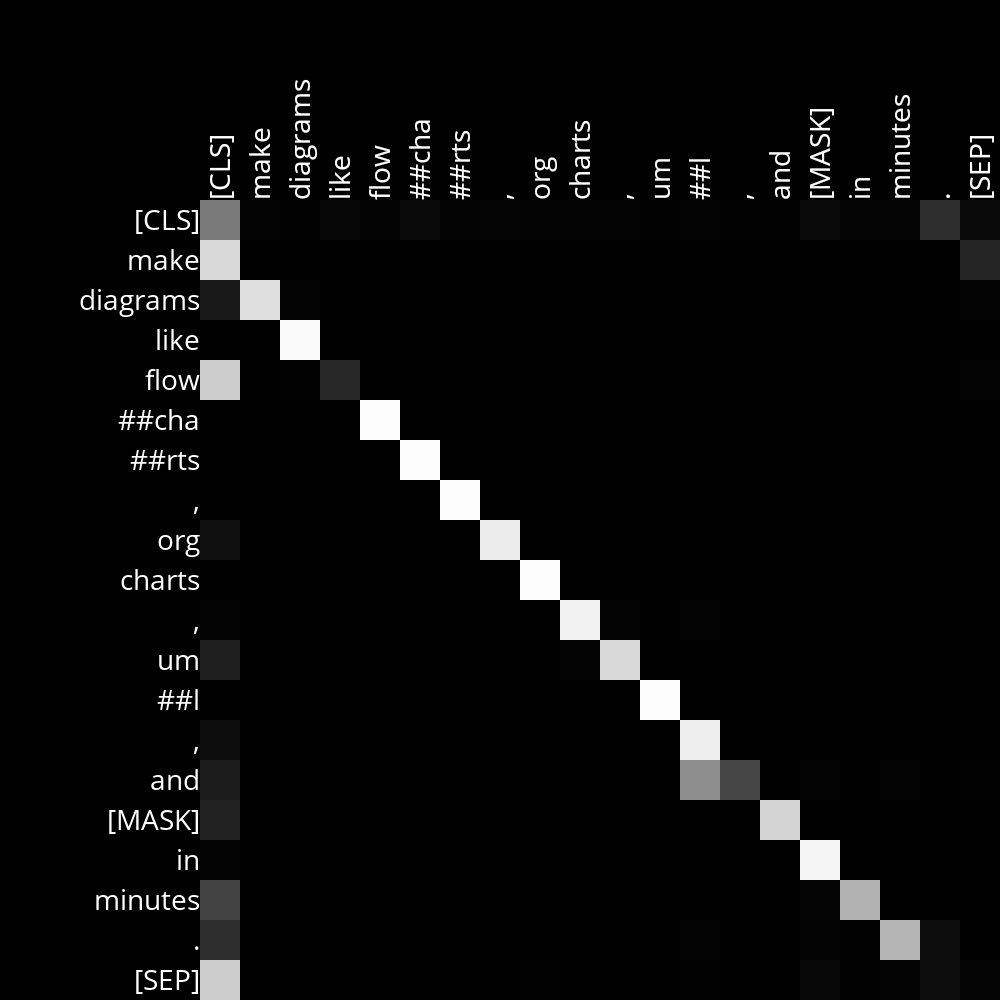 [CLS]
make
diagrams
like
flow
##cha
##rts
,
org
charts
,
um
##l
,
and
[MASK]
in
minutes
.
[SEP]
[CLS]
make
diagrams
like
flow
##cha
##rts
,
org
charts
,
um
##l
,
and
[MASK]
in
minutes
.
[SEP]